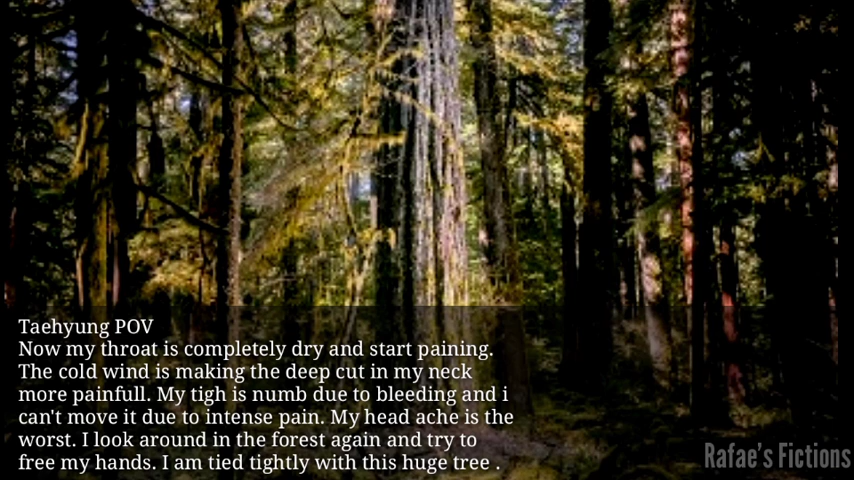 Taehyung POV
Now my throat is completely dry and start paining.
The cold wind is making the deep cut in my neck
more painfull. My tigh is numb due to bleeding and i
can't move it due to intense pain. My head ache is the
worst. I look around in the forest again and try to
free my hands. I am tied tightly with this huge tree .
Rafae's Fictions